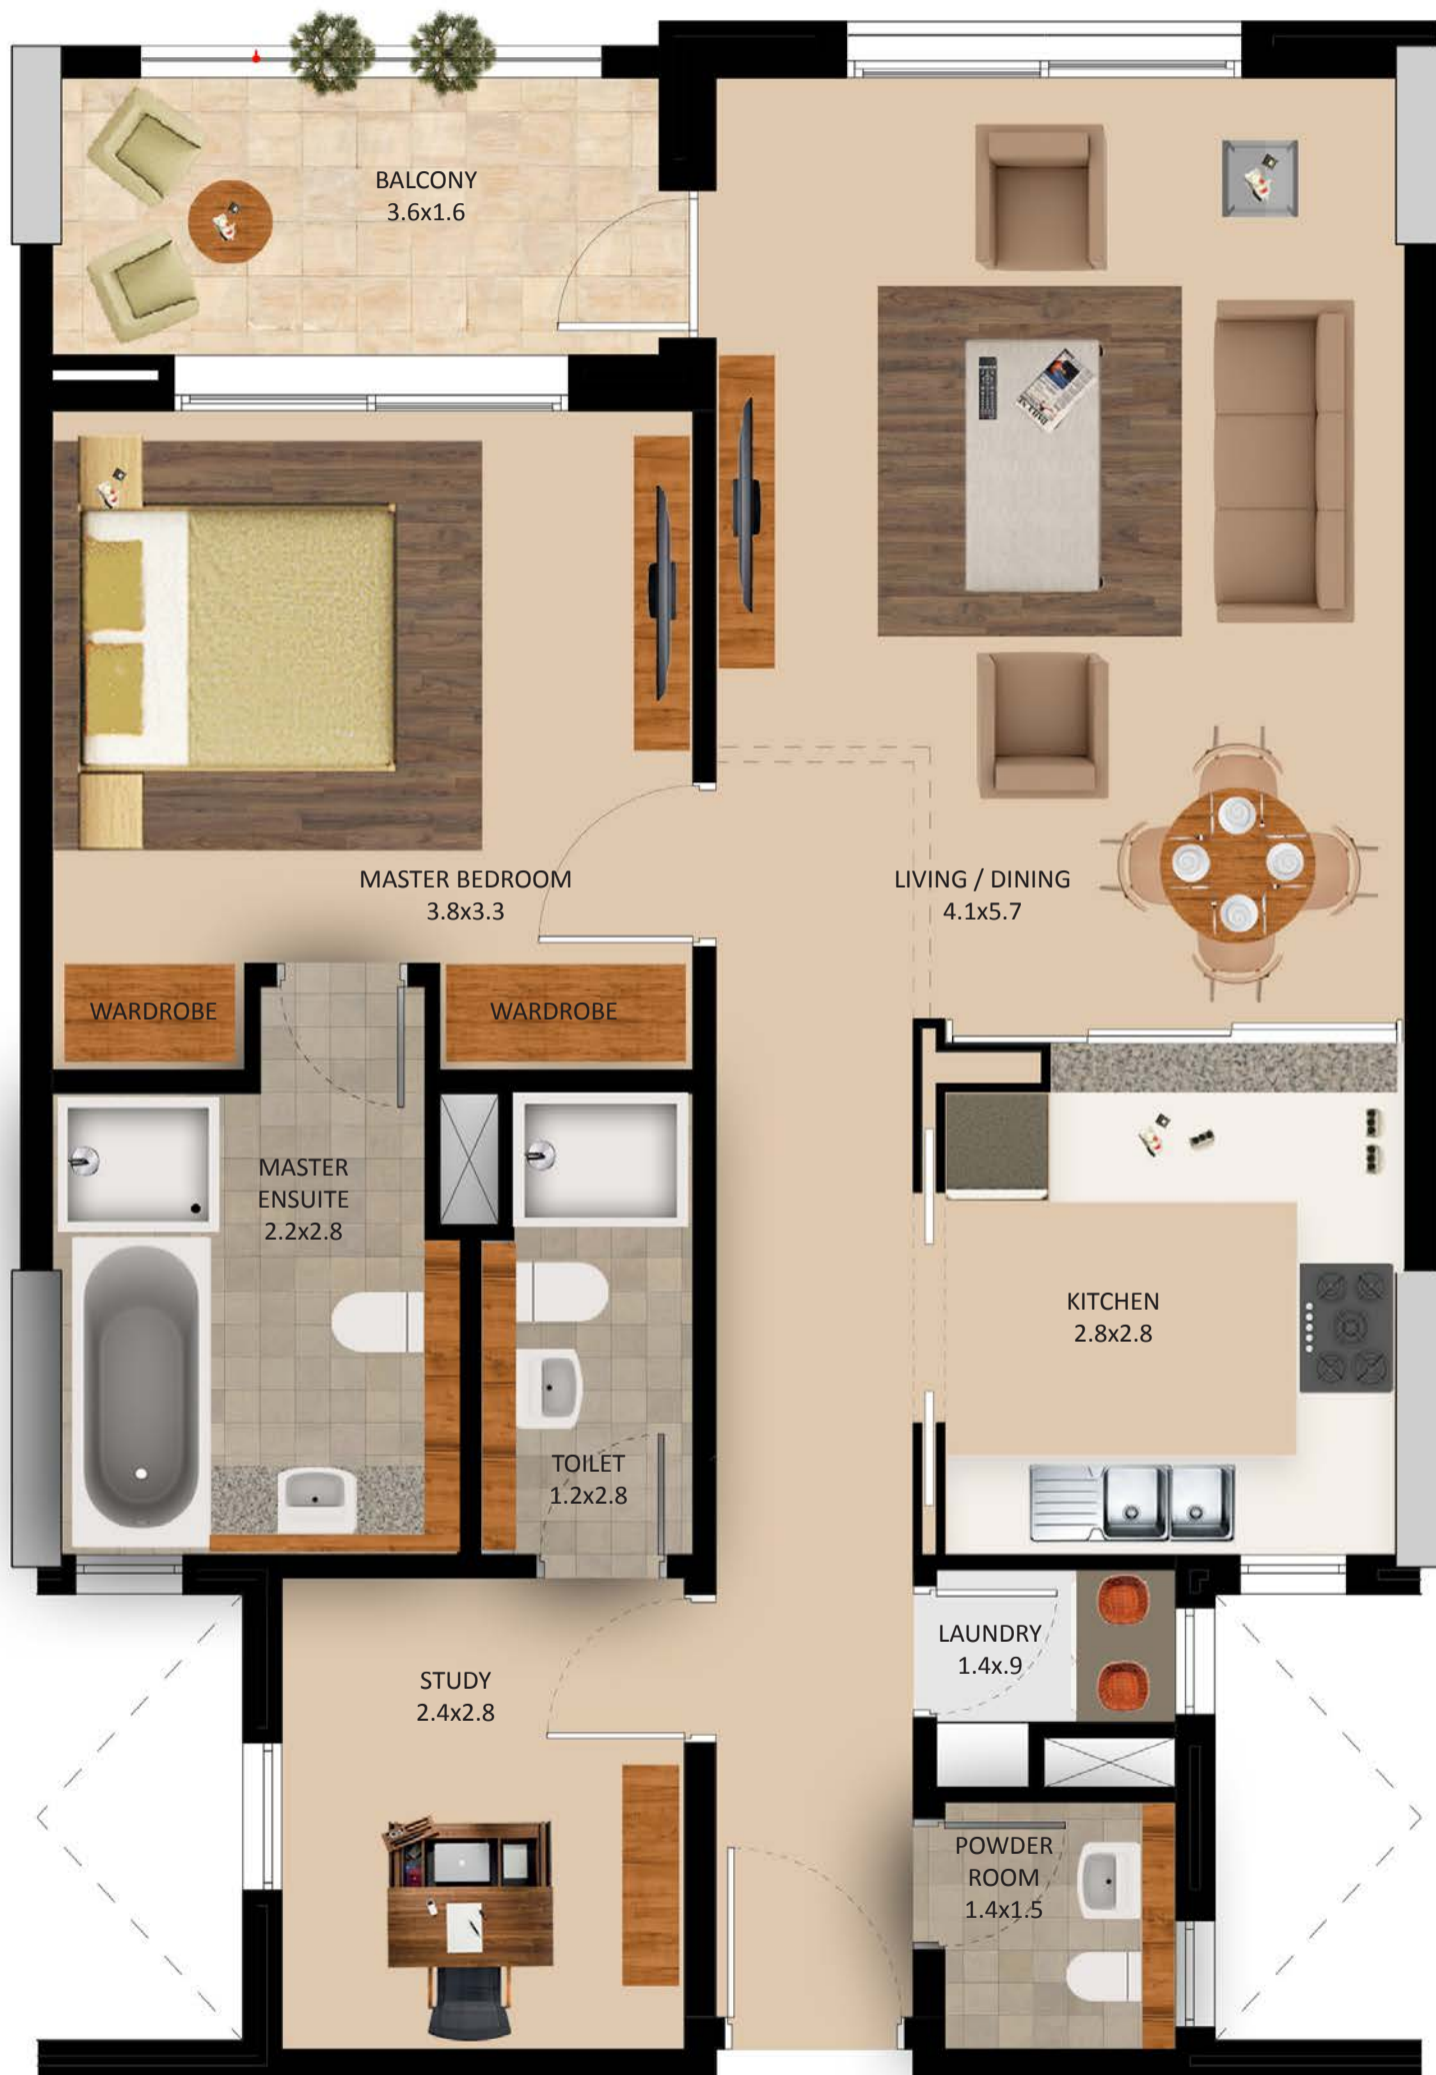 BALCONY
3.6x1.6
MASTER BEDROOM
3.8x3.3
LIVING / DINING
4.1x5.7
WARDROBE
WARDROBE
MASTER
ENSUITE
2.2x2.8
KITCHEN
2.8x2.8
TOILET
1.2x2.8
LAUNDRY
1.4x.9
STUDY
2.4x2.8
POWDER
ROOM
1.4x1.5